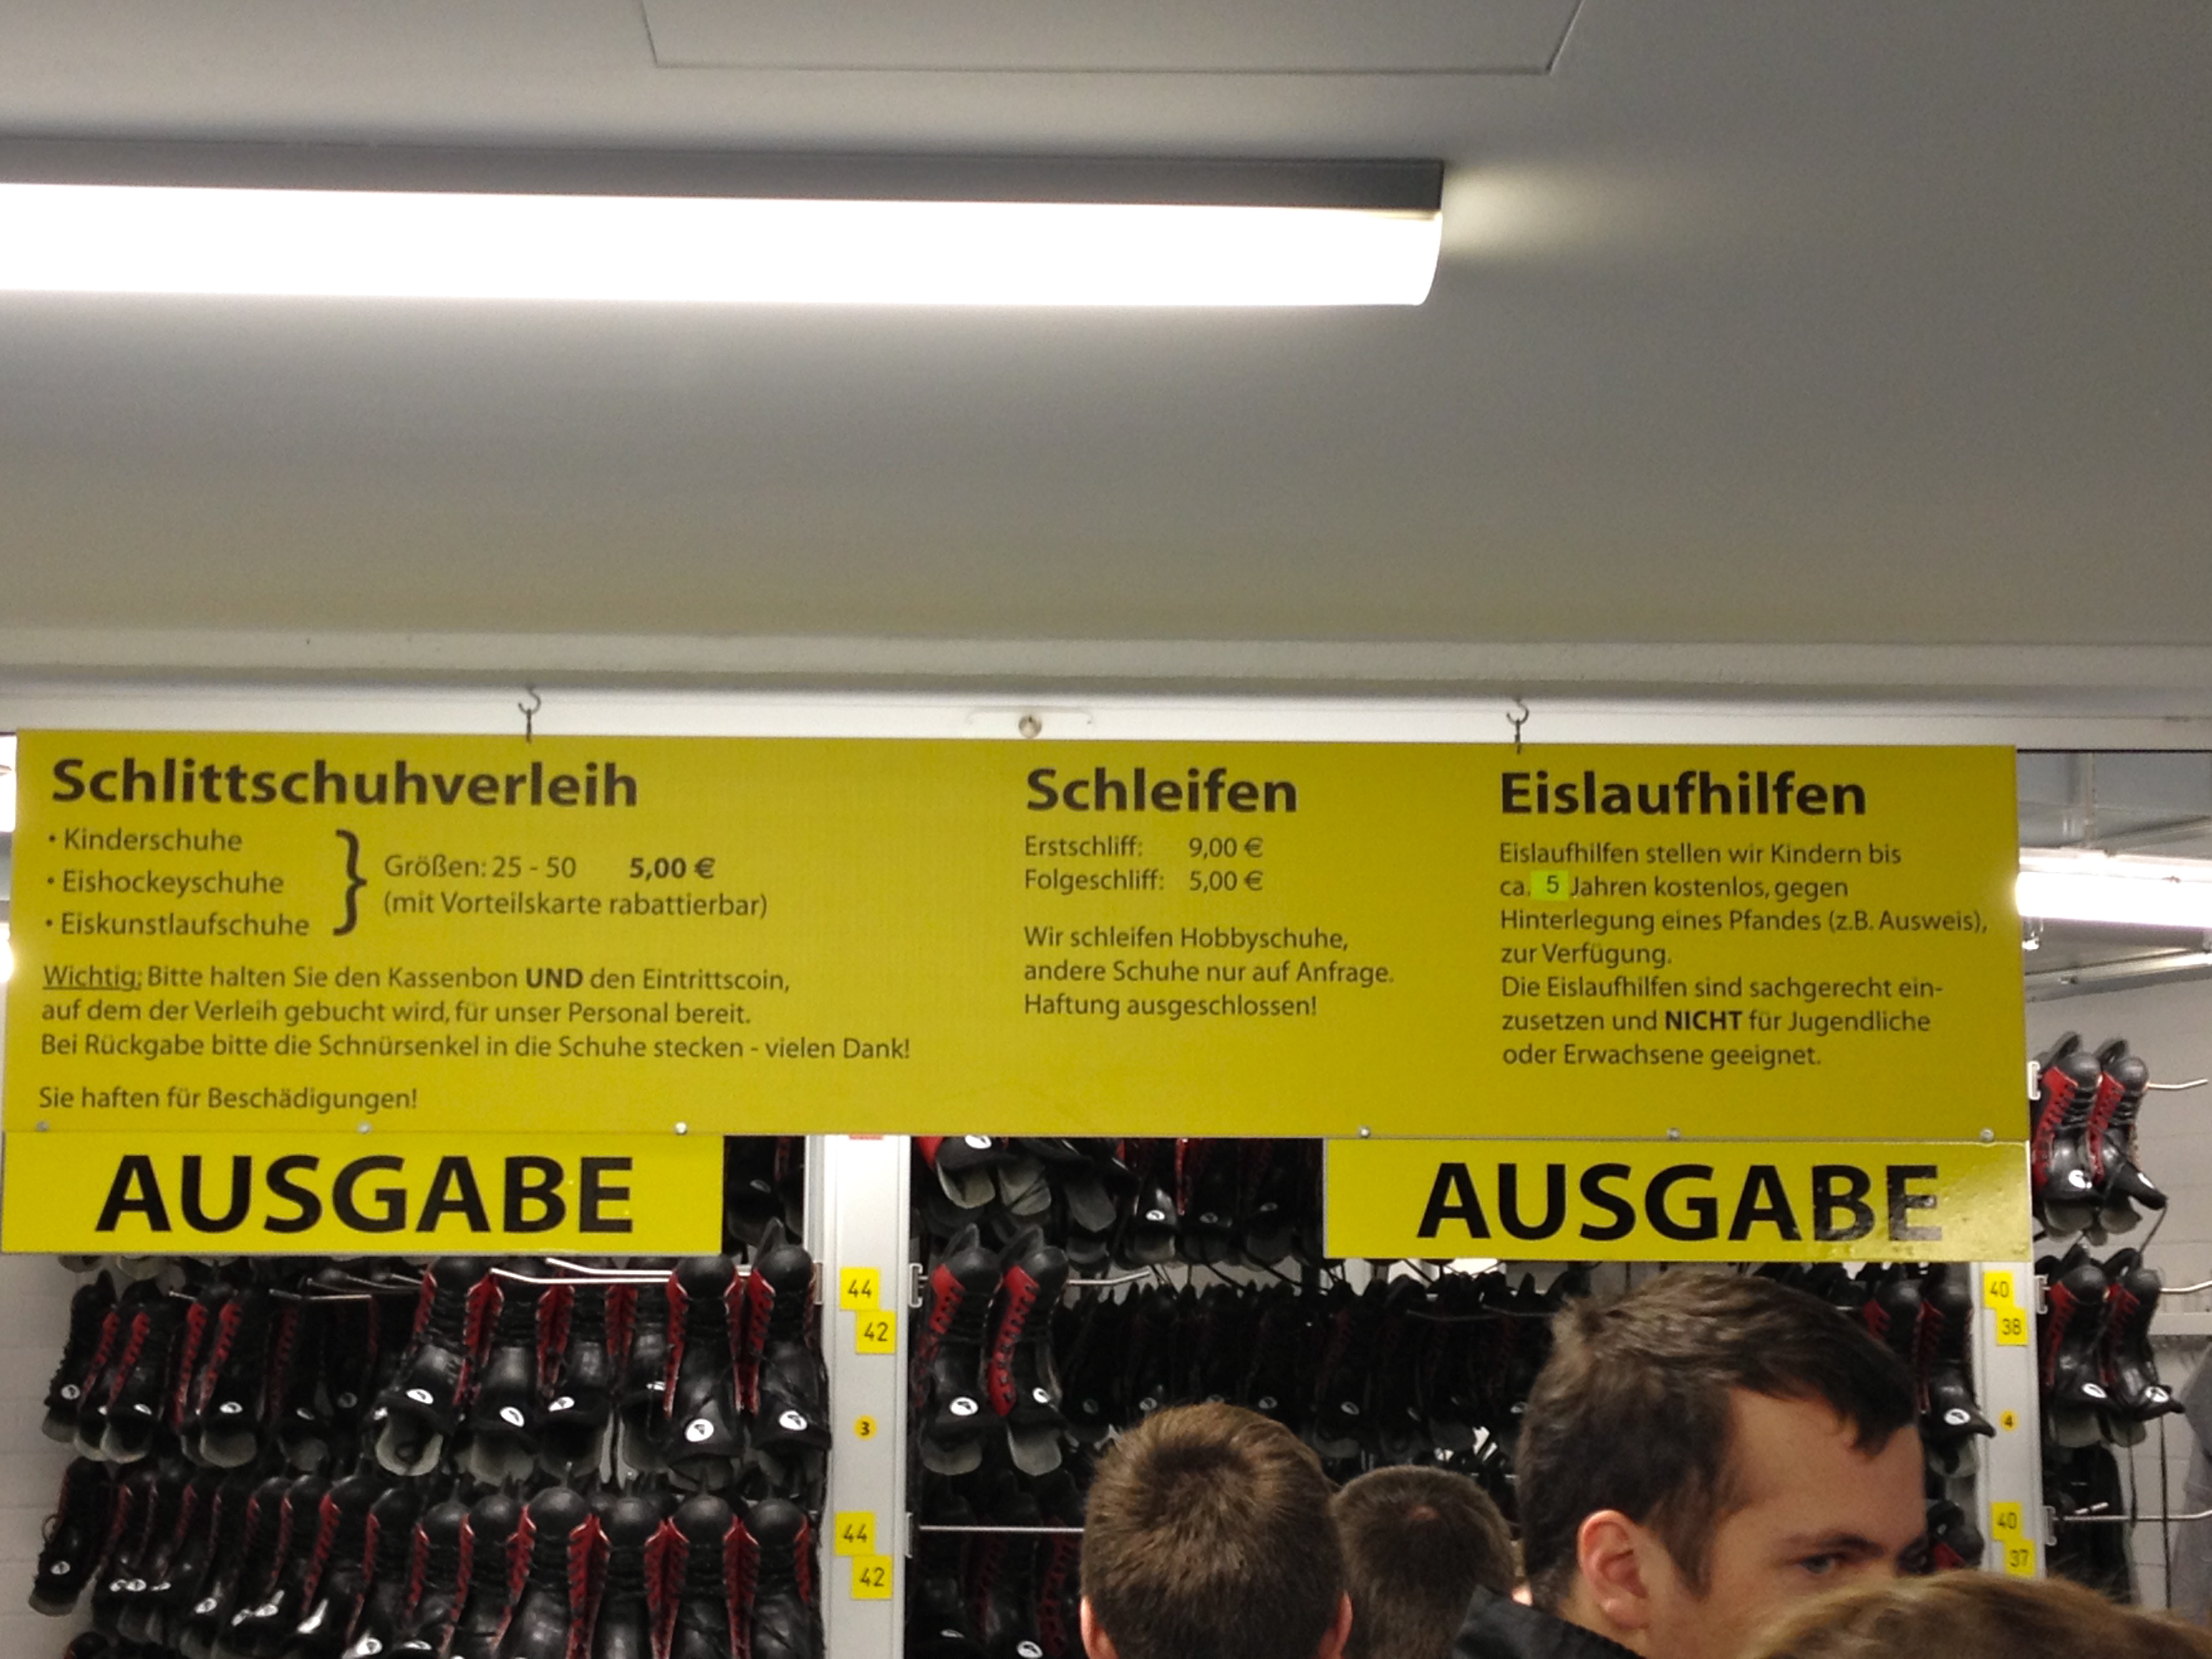 Schlittschuhverleih
• Kinderschuhe
• Eishockeyschuhe
• Eiskunstlaufschuhe
} Größen: 25 - 50 5,00 €
(mit Vorteilskarte rabattierbar)
Wichtig: Bitte halten Sie den Kassenbon UND den Eintrittscoin,
auf dem der Verleih gebucht wird, für unser Personal bereit.
Bei Rückgabe bitte die Schnürsenkel in die Schuhe stecken - vielen Dank!
Sie haften für Beschädigungen!
Schleifen
Erstschliff: 9,00 €
Folgeschliff: 5,00 €
Wir schleifen Hobbyschuhe,
andere Schuhe nur auf Anfrage.
Haftung ausgeschlossen!
Eislaufhilfen
Eislaufhilfen stellen wir Kindern bis
ca. 5 Jahren kostenlos, gegen
Hinterlegung eines Pfandes (z.B. Ausweis),
zur Verfügung.
Die Eislaufhilfen sind sachgerecht ein-
zusetzen und NICHT für Jugendliche
oder Erwachsene geeignet.
AUSGABE
AUSGABE
44
42
3
44
42
40
38
4
40
37